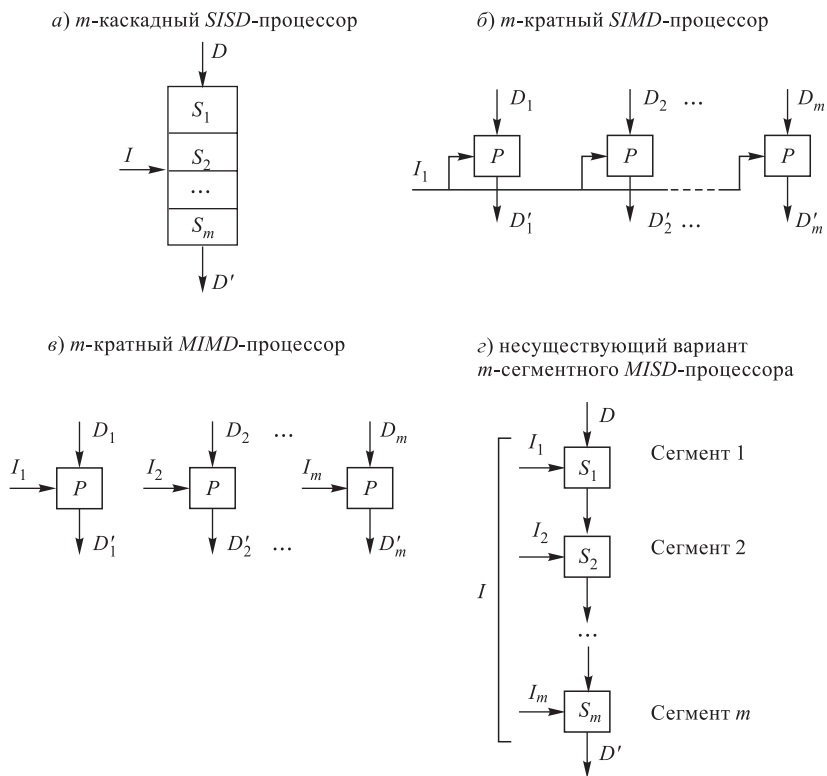 а) m-каскадный SISD-процессор
D
S1
I
S2
...
Sm
D'
б) m-кратный SIMD-процессор
D1 D2 ... Dm
P P P
I1
D'1 D'2 ... D'm
в) m-кратный MIMD-процессор
D1 D2 ... Dm
I1 P I2 P Im P
D'1 D'2 ... D'm
г) несуществующий вариант
m-сегментного MISD-процессора
D
I1 S1 Сегмент 1
I2 S2 Сегмент 2
I
...
Im Sm Сегмент m
D'